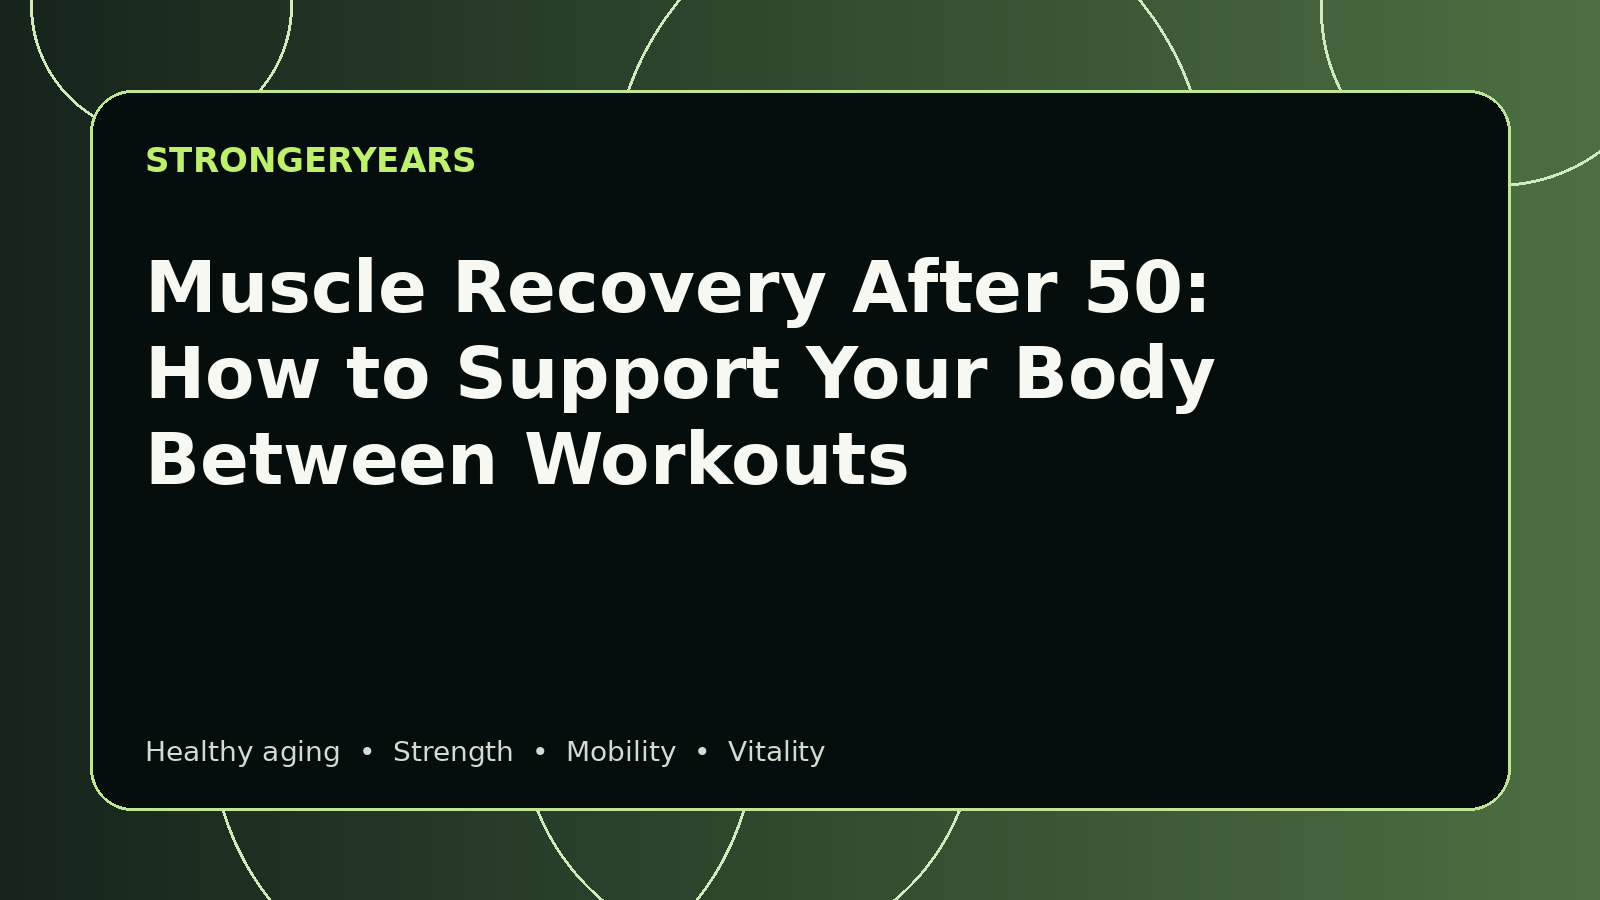 STRONGERYEARS
Muscle Recovery After 50:
How to Support Your Body
Between Workouts
Healthy aging • Strength • Mobility • Vitality